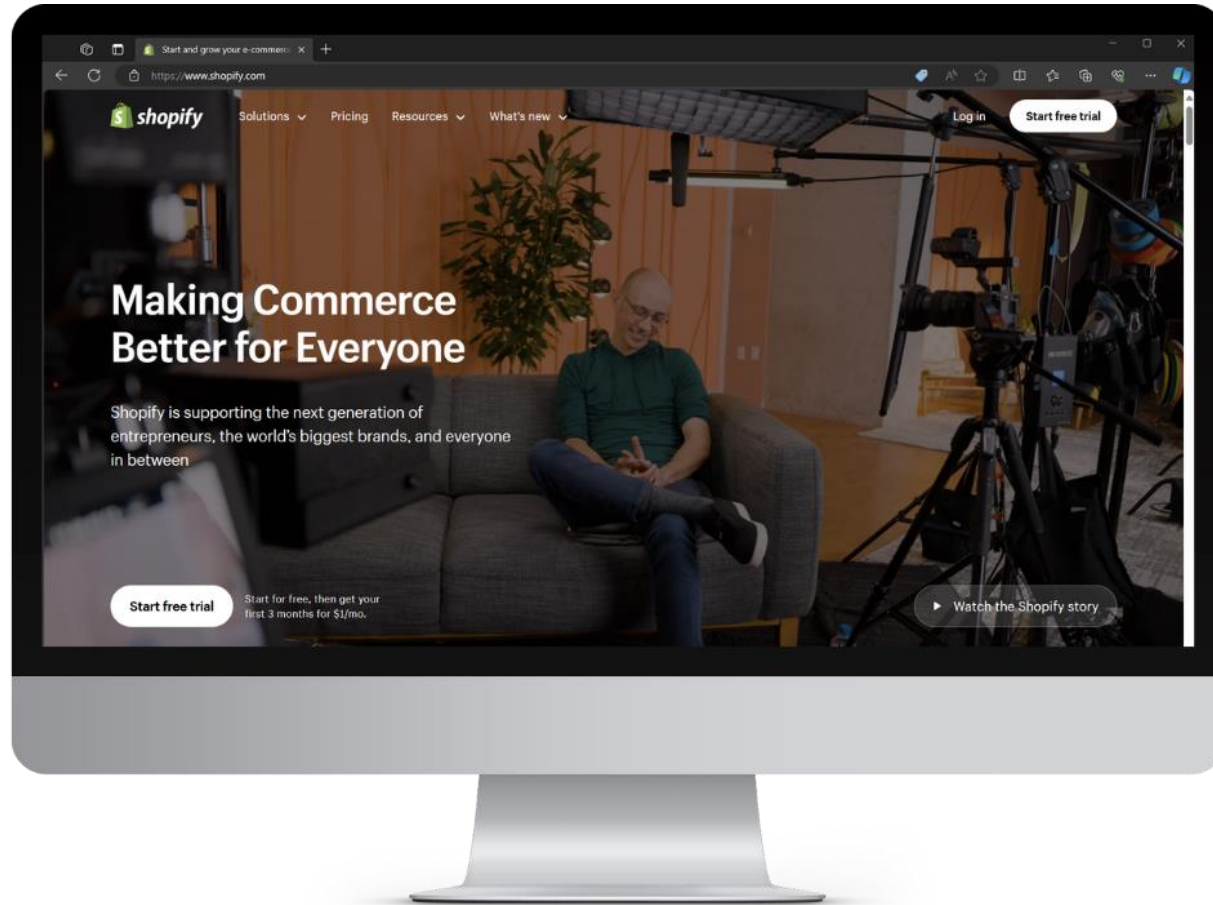 Start and grow your e-commerc
https://www.shopify.com
shopify
Solutions
Pricing
Resources
What's new
Log in
Start free trial
Making Commerce
Better for Everyone
Shopify is supporting the next generation of
entrepreneurs, the world's biggest brands, and everyone
in between
Start free trial
Start for free, then get your
first 3 months for $1/mo.
Watch the Shopify story